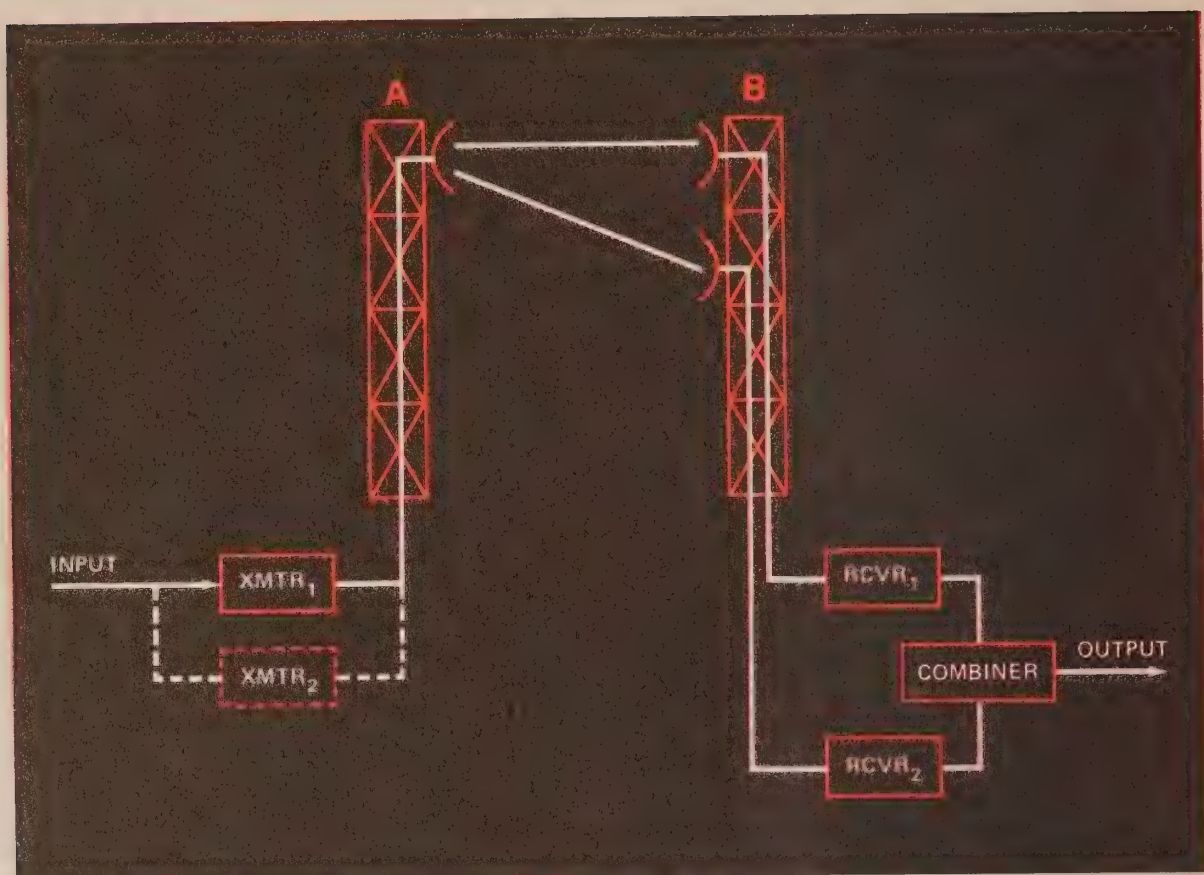 A
B
INPUT
XMTR₁
XMTR₂
RCVR₁
COMBINER
OUTPUT
RCVR₂